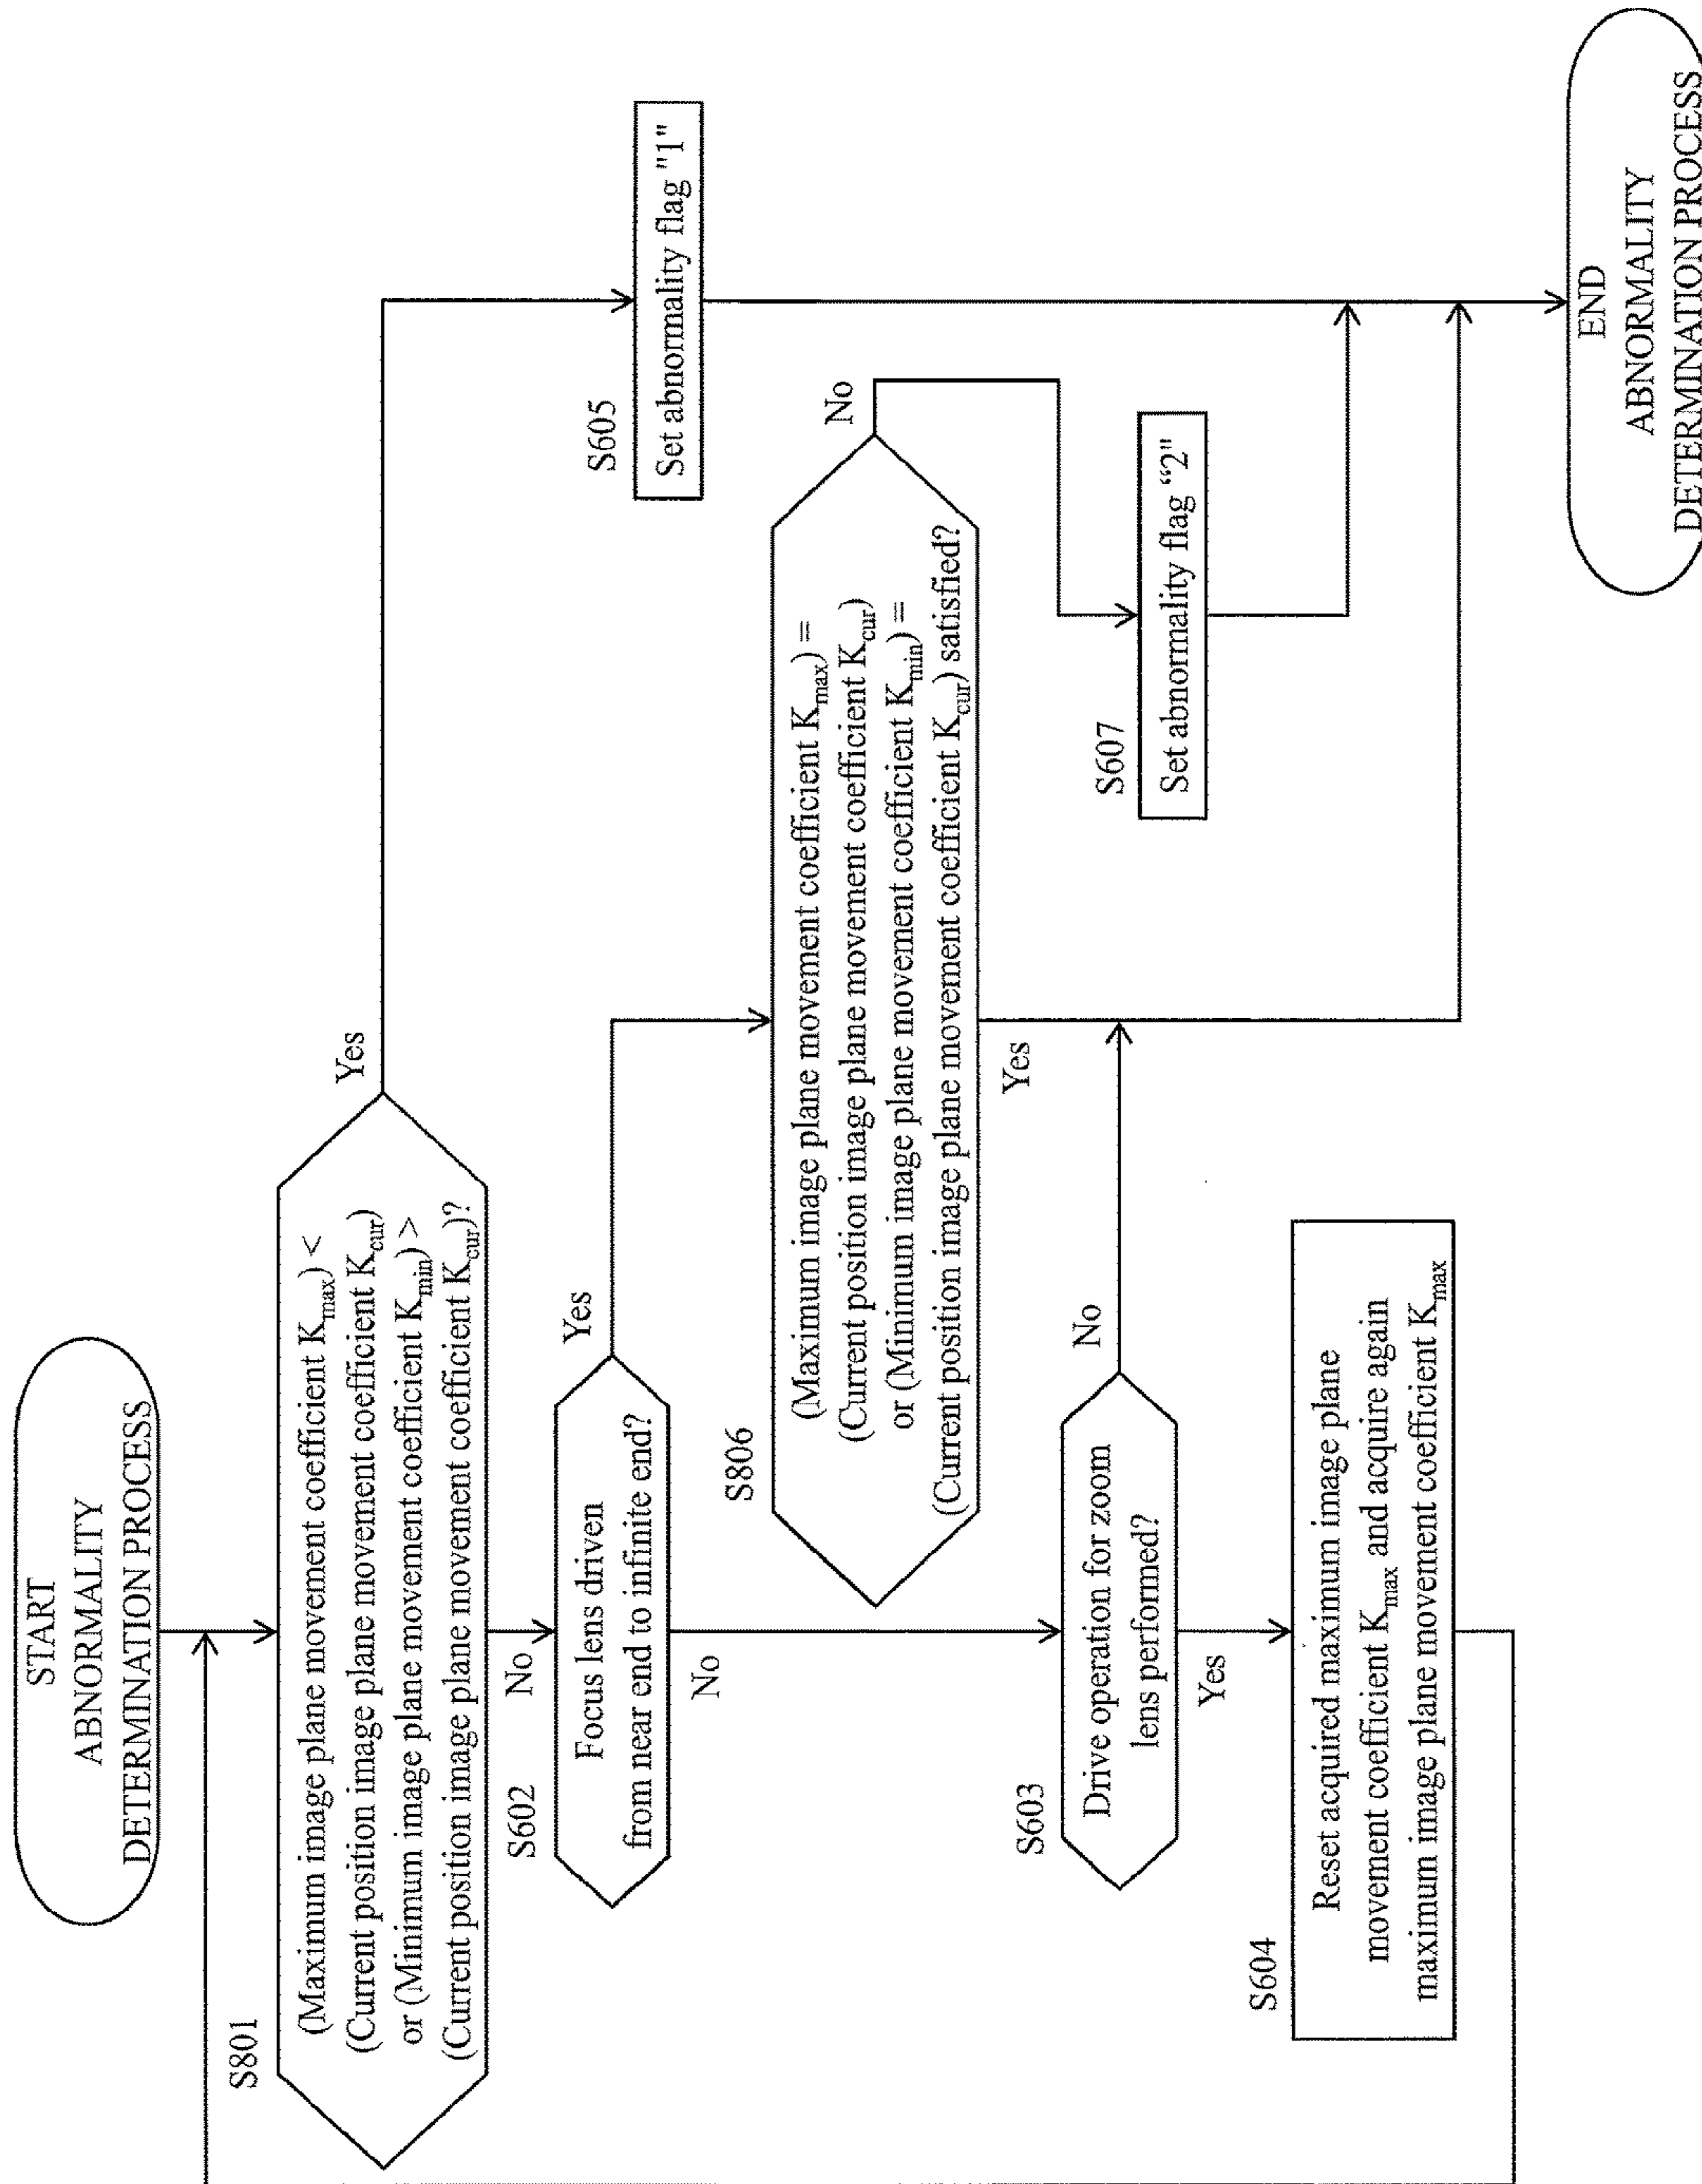 START
ABNORMALITY
DETERMINATION PROCESS
S801
(Maximum image plane movement coefficient Kmax) <
(Current position image plane movement coefficient Kcur)
or (Minimum image plane movement coefficient Kmin) >
(Current position image plane movement coefficient Kcur)?
Yes
No
S602
Focus lens driven
from near end to infinite end?
Yes
No
S605
Set abnormality flag "1"
S806
(Maximum image plane movement coefficient Kmax) =
(Current position image plane movement coefficient Kcur)
or (Minimum image plane movement coefficient Kmin) =
(Current position image plane movement coefficient Kcur) satisfied?
No
Yes
S603
Drive operation for zoom
lens performed?
No
Yes
S607
Set abnormality flag “2"
S604
Reset acquired maximum image plane
movement coefficient Kmax and acquire again
maximum image plane movement coefficient Kmax
END
ABNORMALITY
DETERMINATION PROCESS